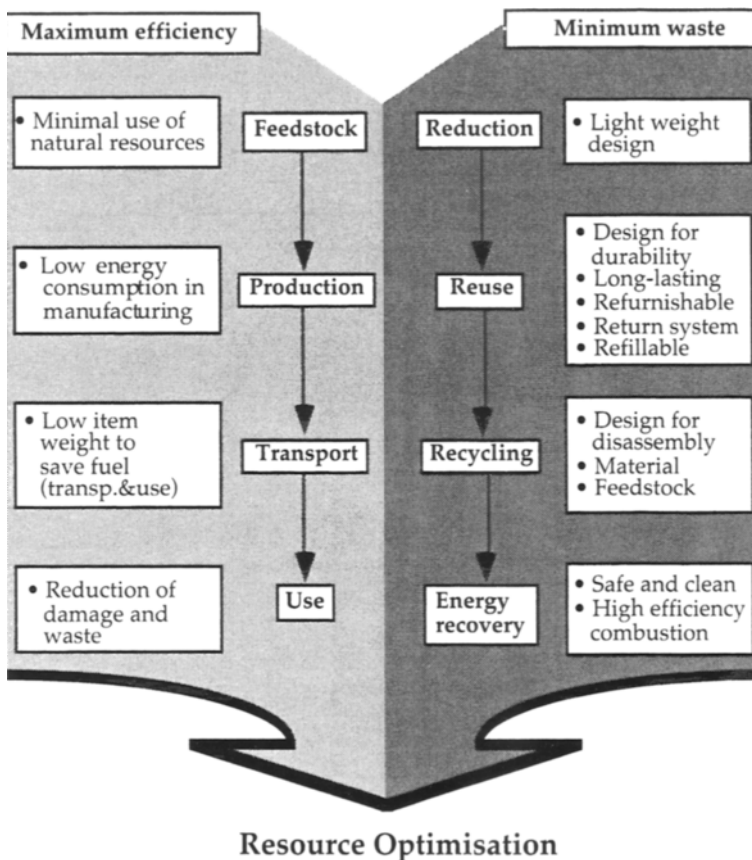 Maximum efficiency
Minimum waste
• Minimal use of
natural resources
Feedstock
Reduction
• Light weight
design
• Low energy
consumption in
manufacturing
Production
Reuse
• Design for
durability
• Long-lasting
• Refurnishable
• Return system
• Refillable
• Low item
weight to
save fuel
(transp.&use)
Transport
Recycling
• Design for
disassembly
• Material
• Feedstock
• Reduction of
damage and
waste
Use
Energy
recovery
• Safe and clean
• High efficiency
combustion
Resource Optimisation